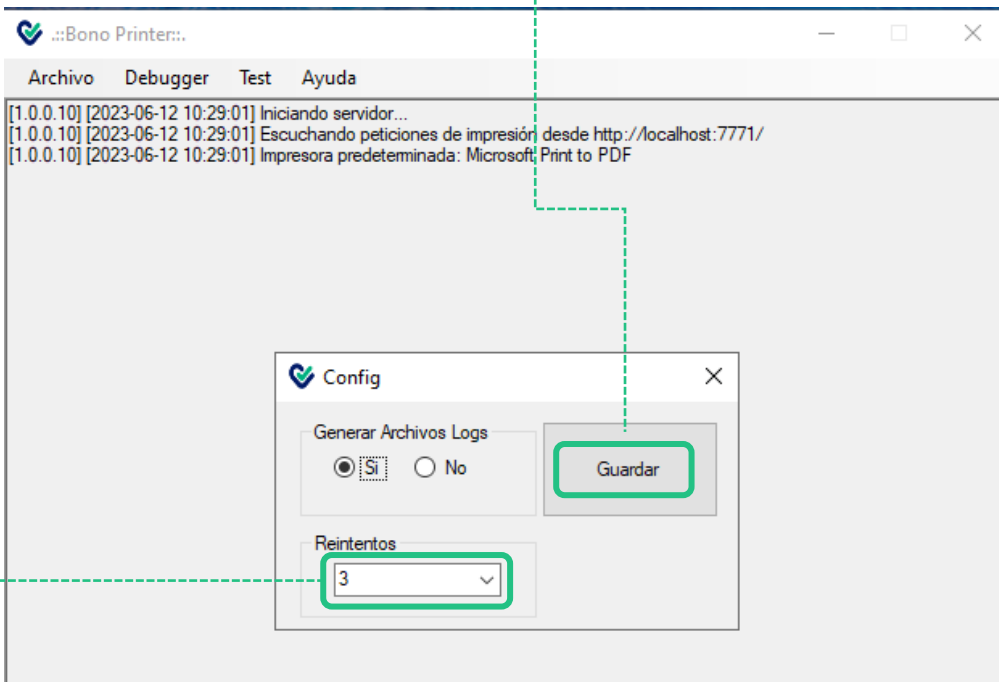 .::Bono Printer::.
Archivo Debugger Test Ayuda
[1.0.0.10] [2023-06-12 10:29:01] Iniciando servidor...
[1.0.0.10] [2023-06-12 10:29:01] Escuchando peticiones de impresión desde http://localhost:7771/
[1.0.0.10] [2023-06-12 10:29:01] Impresora predeterminada: Microsoft Print to PDF
Config
Generar Archivos Logs
Si No
Guardar
Reintentos
3